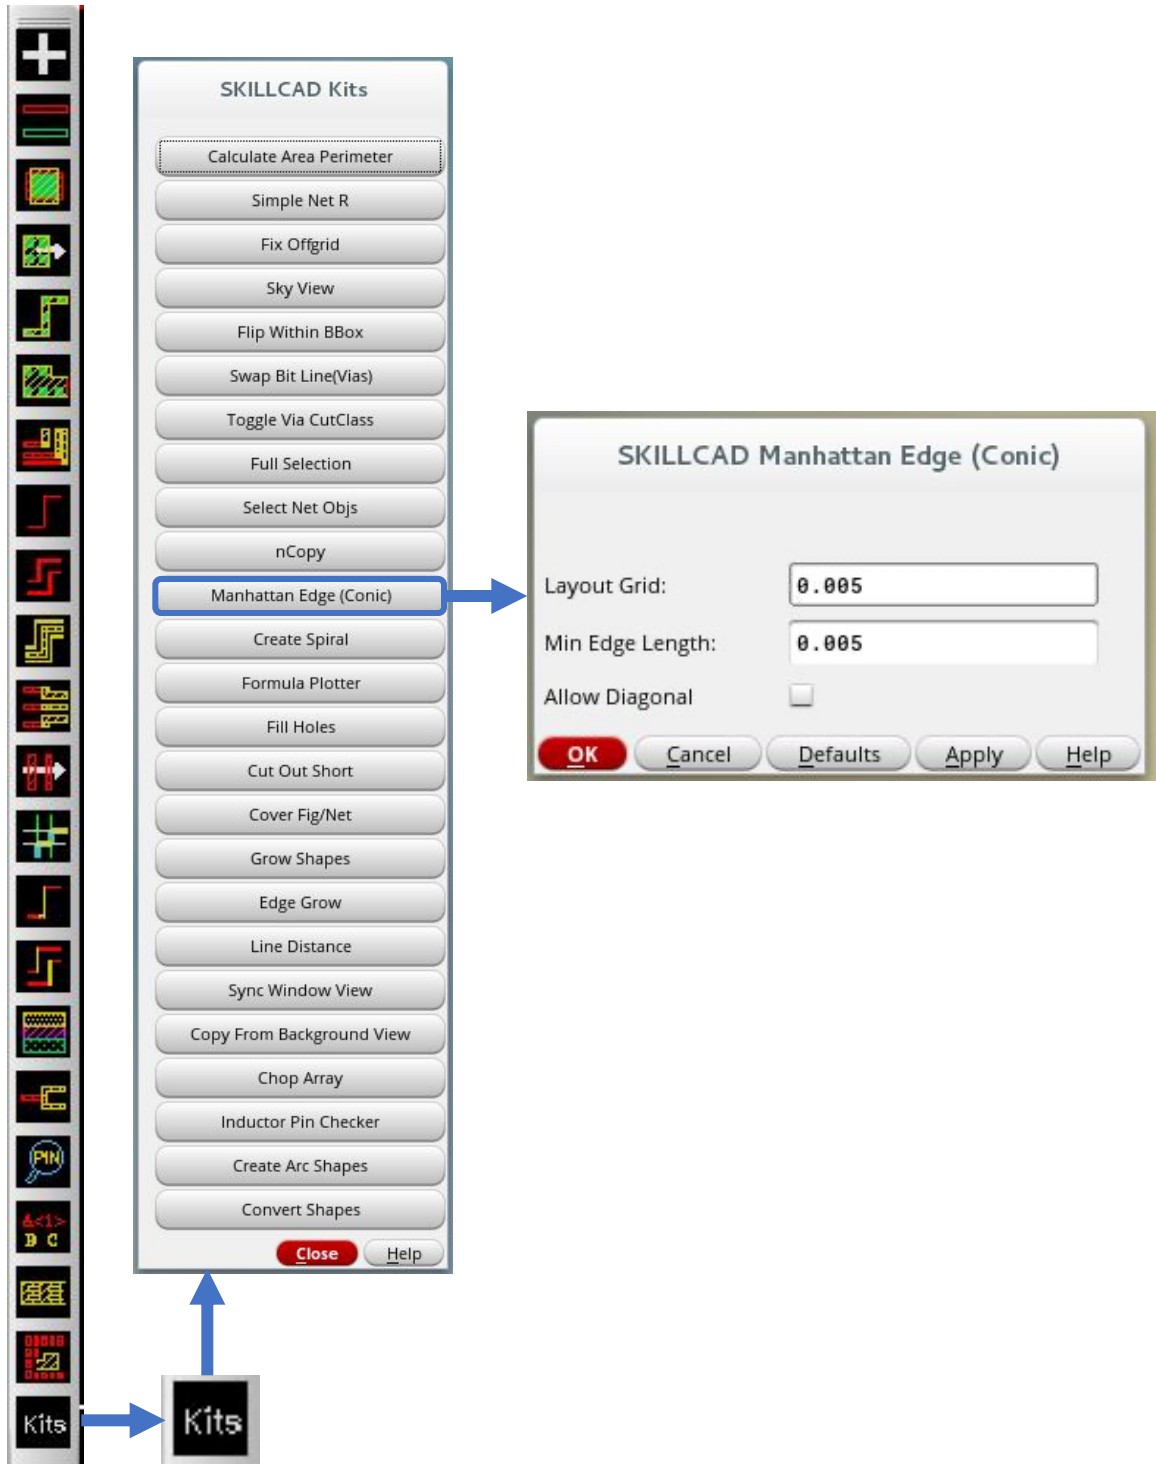 SKILLCAD Kits
Calculate Area Perimeter
Simple Net R
Fix Offgrid
Sky View
Flip Within BBox
Swap Bit Line(Vias)
Toggle Via CutClass
Full Selection
Select Net Objs
nCopy
Manhattan Edge (Conic)
Create Spiral
Formula Plotter
Fill Holes
Cut Out Short
Cover Fig/Net
Grow Shapes
Edge Grow
Line Distance
Sync Window View
Copy From Background View
Chop Array
Inductor Pin Checker
Create Arc Shapes
Convert Shapes
Close Help
SKILLCAD Manhattan Edge (Conic)
Layout Grid: 0.005
Min Edge Length: 0.005
Allow Diagonal
OK Cancel Defaults Apply Help
PIN
&<1>
B C
Kits
Kits